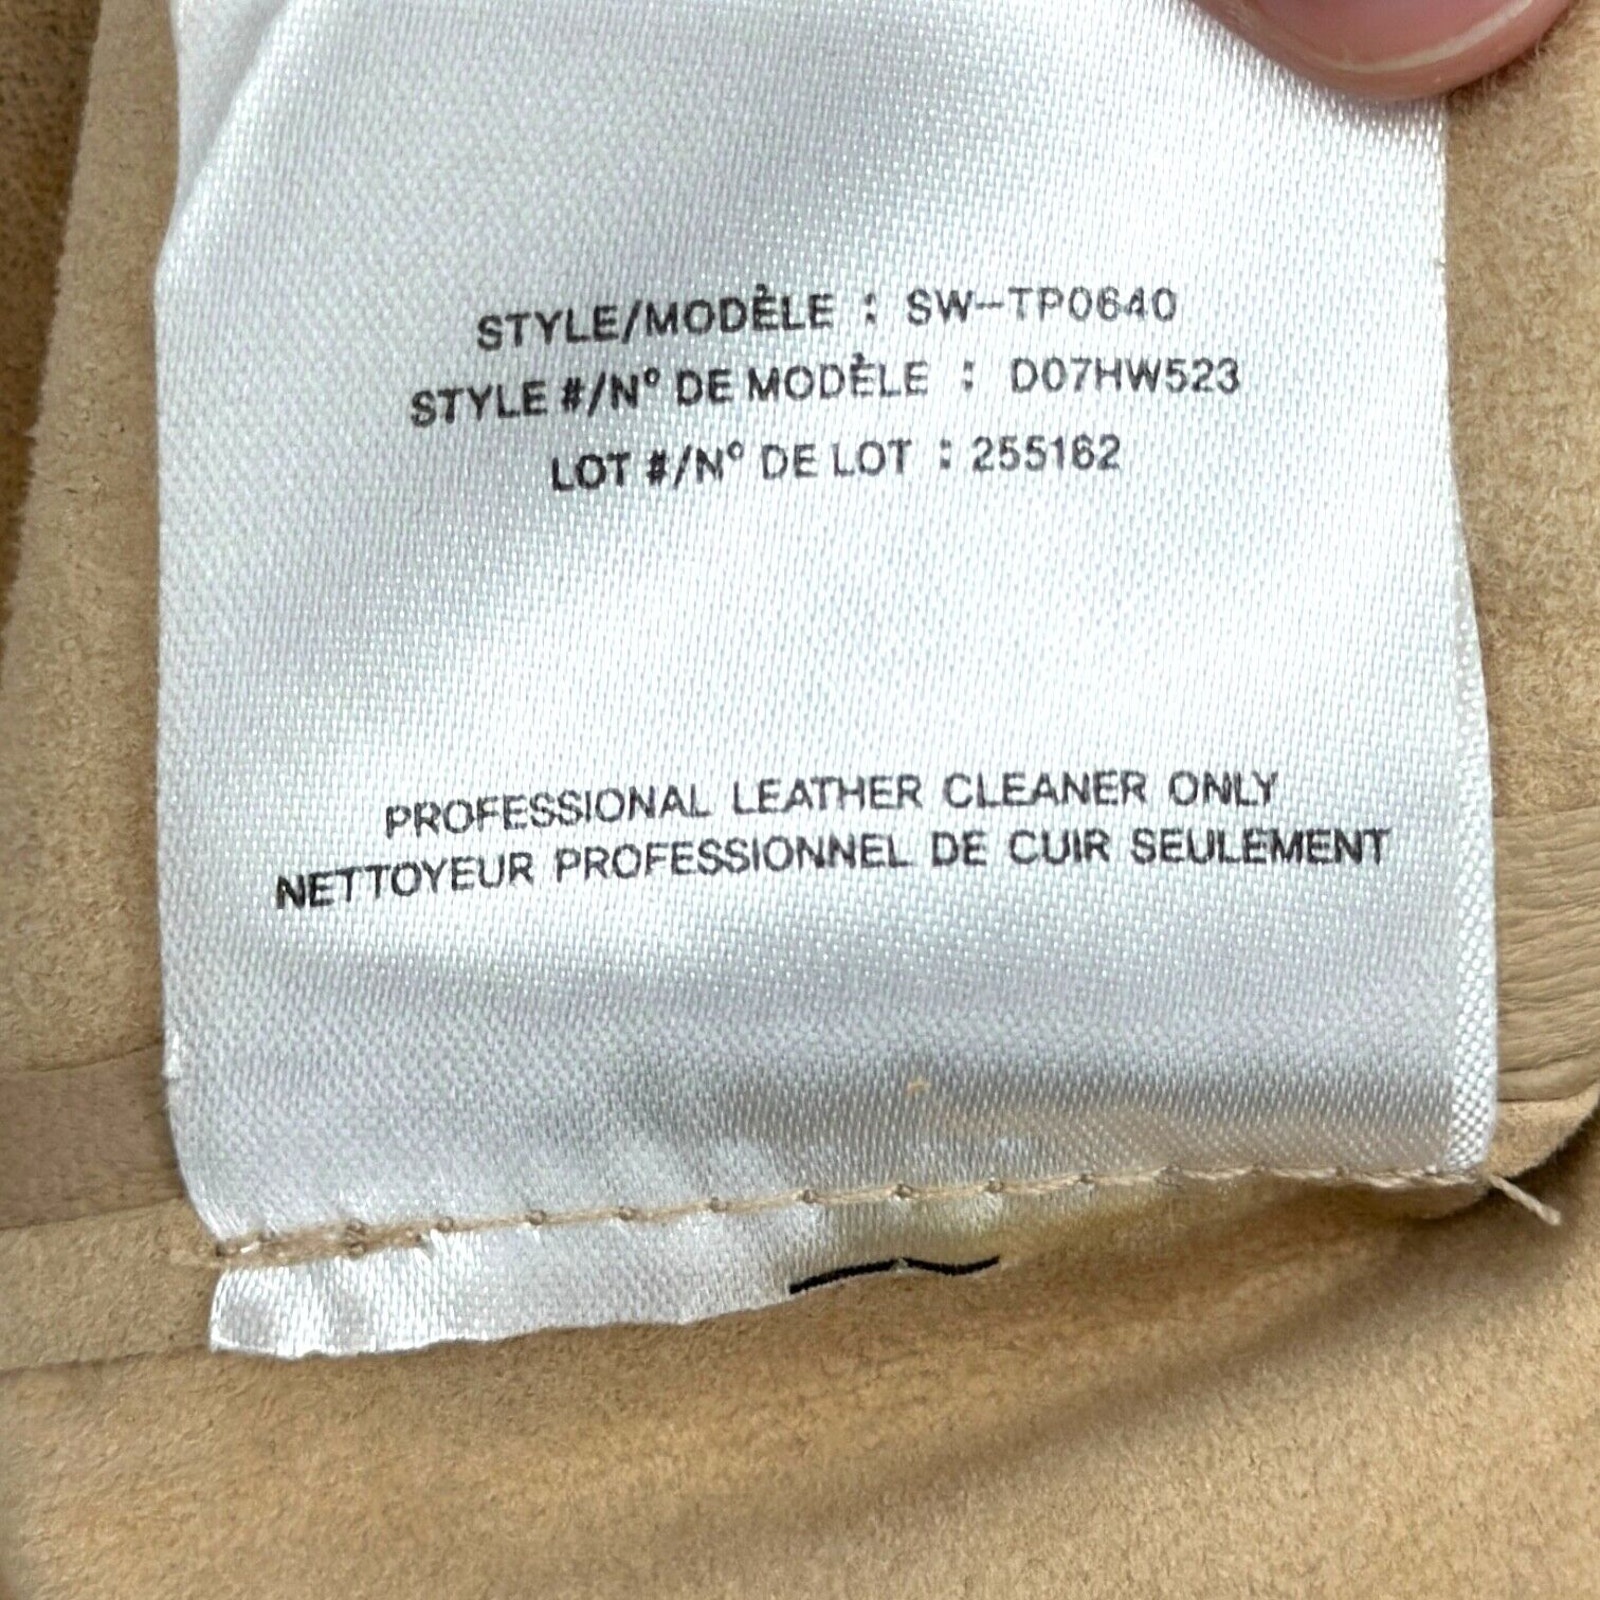 STYLE/MODÈLE : SW-TP0640
STYLE #/N° DE MODÈLE : D07HW523
LOT #/N° DE LOT : 255162
PROFESSIONAL LEATHER CLEANER ONLY
NETTOYEUR PROFESSIONNEL DE CUIR SEULEMENT